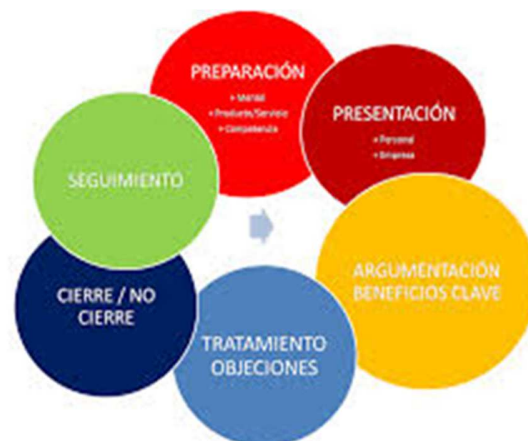 PREPARACIÓN
• Mental
• Producto/Servicio
• Competencia
PRESENTACIÓN
• Personal
• Empresa
ARGUMENTACIÓN
BENEFICIOS CLAVE
TRATAMIENTO
OBJECIONES
CIERRE / NO
CIERRE
SEGUIMIENTO